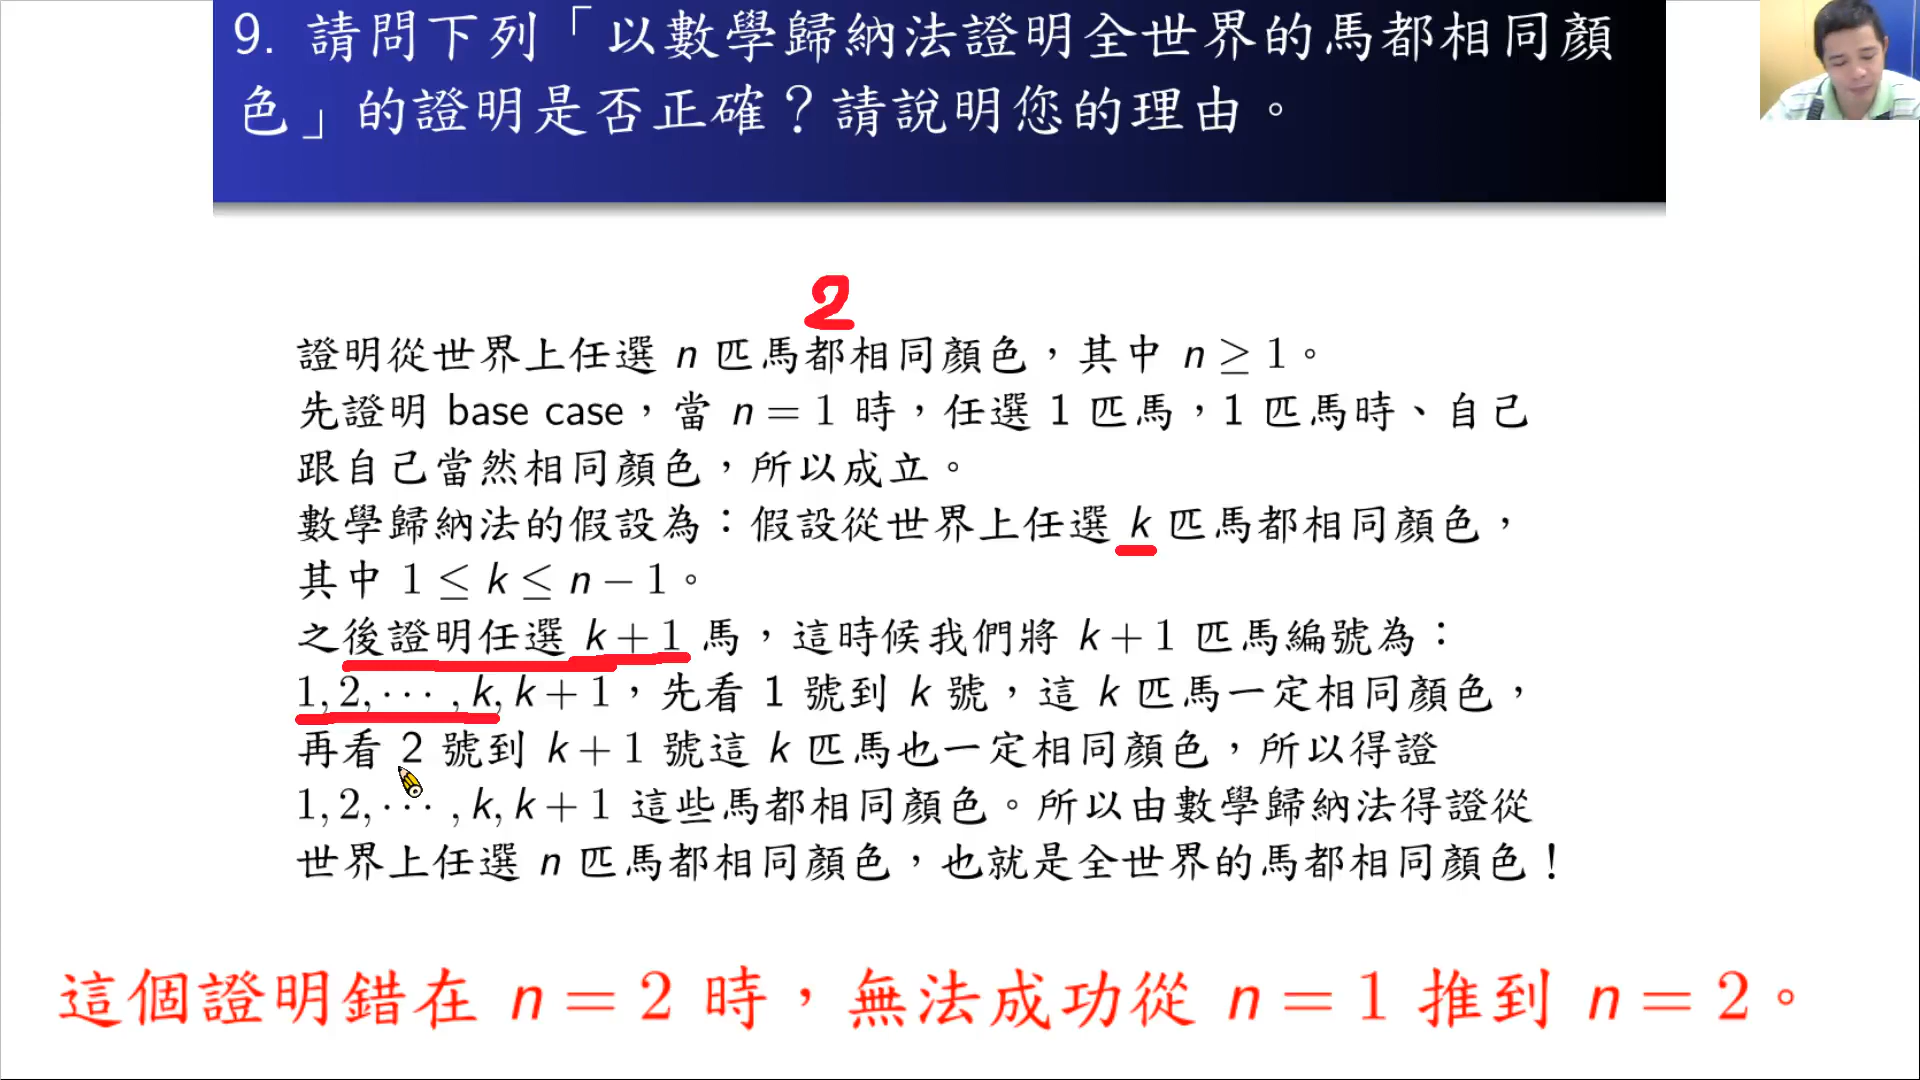 9. 請問下列「以數學歸納法證明全世界的馬都相同顏
色」的證明是否正確？請說明您的理由。
2
證明從世界上任選 n 匹馬都相同顏色，其中 n ≥ 1。
先證明 base case，當 n = 1 時，任選 1 匹馬，1 匹馬時、自己
跟自己當然相同顏色，所以成立。
數學歸納法的假設為：假設從世界上任選 k 匹馬都相同顏色，
其中 1 ≤ k ≤ n − 1。
之後證明任選 k + 1 馬，這時候我們將 k + 1 匹馬編號為：
1, 2, ⋯ , k, k + 1，先看 1 號到 k 號，這 k 匹馬一定相同顏色，
再看 2 號到 k + 1 號這 k 匹馬也一定相同顏色，所以得證
1, 2, ⋯ , k, k + 1 這些馬都相同顏色。所以由數學歸納法得證從
世界上任選 n 匹馬都相同顏色，也就是全世界的馬都相同顏色！
這個證明錯在 n = 2 時，無法成功從 n = 1 推到 n = 2。